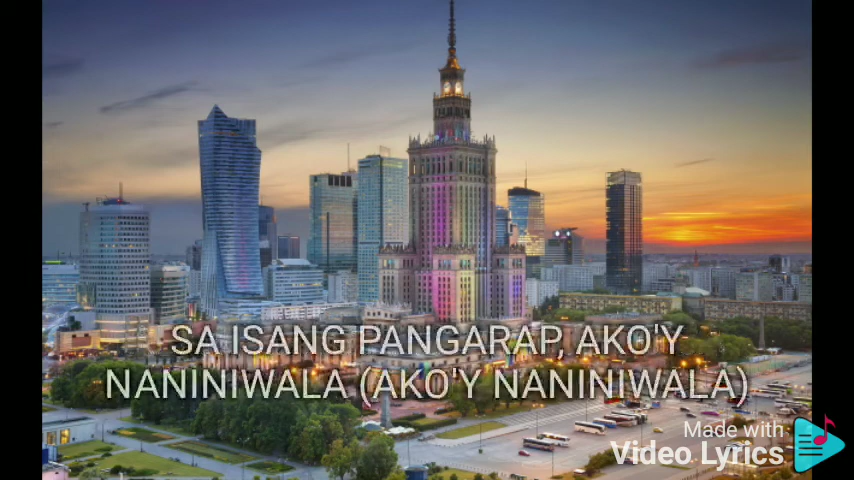 SA ISANG PANGARAP, AKO'Y
NANINIWALA (AKO'Y NANINIWALA)
Made with
Video Lyrics